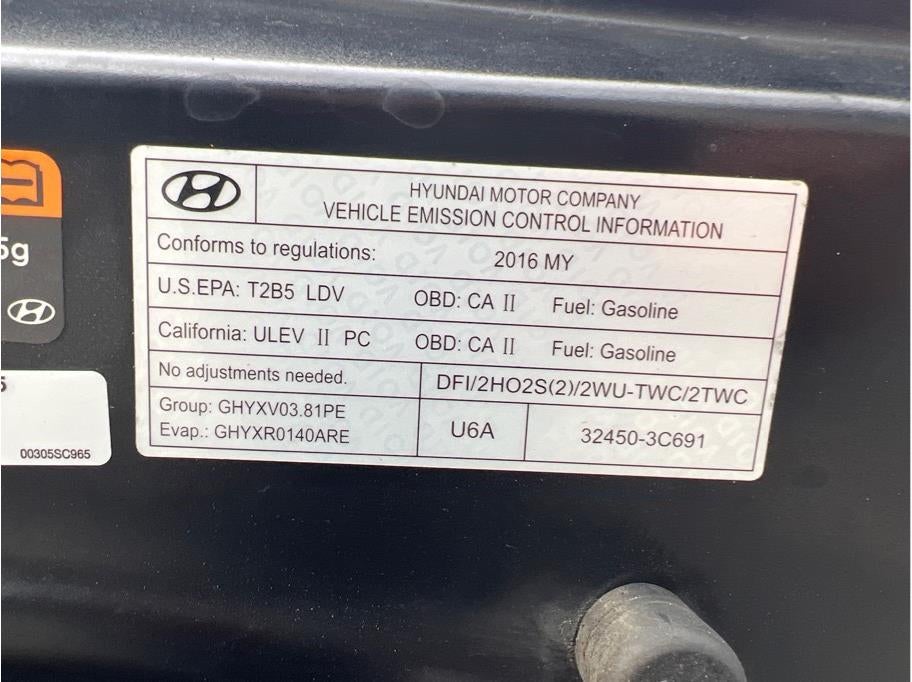 HYUNDAI MOTOR COMPANY
VEHICLE EMISSION CONTROL INFORMATION
Conforms to regulations: 2016 MY
U.S.EPA: T2B5 LDV OBD: CA II Fuel: Gasoline
California: ULEV II PC OBD: CA II Fuel: Gasoline
No adjustments needed. DFI/2HO2S(2)/2WU-TWC/2TWC
Group: GHYXV03.81PE
Evap.: GHYXR0140ARE
U6A
32450-3C691
5g
5
00305SC965